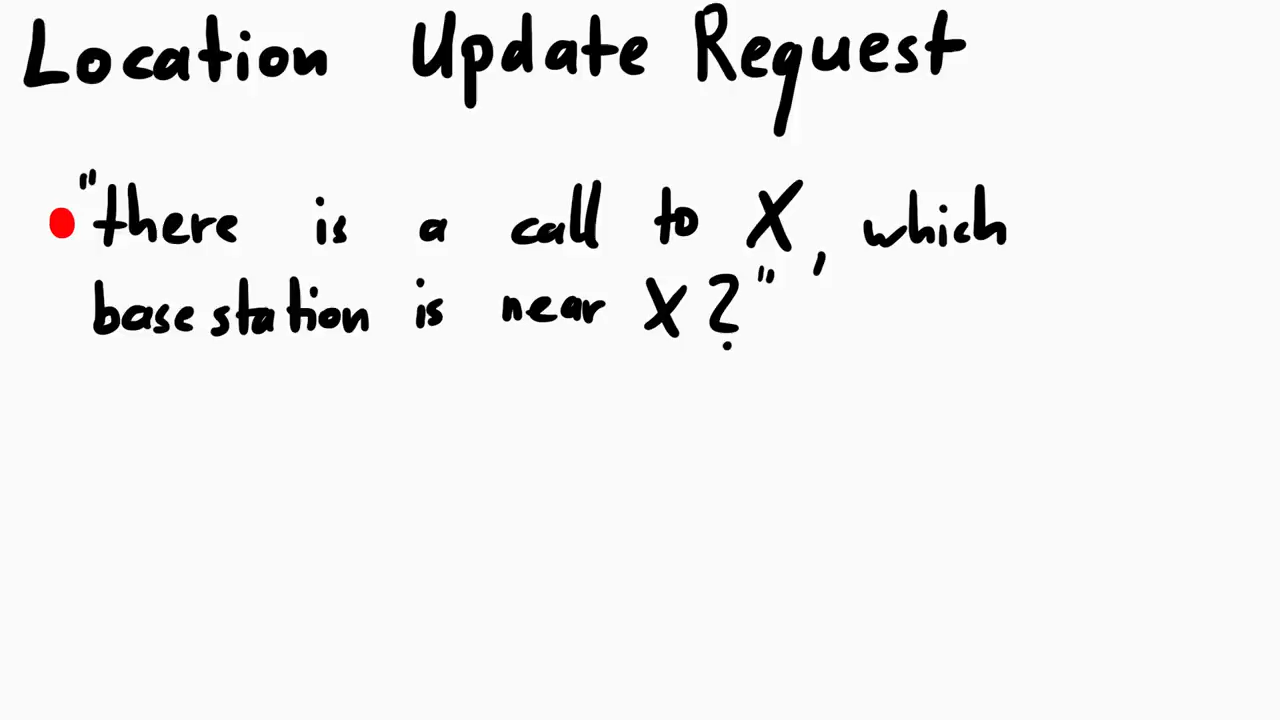 Location Update Request
"there is a call to X, which
basestation is near X?"